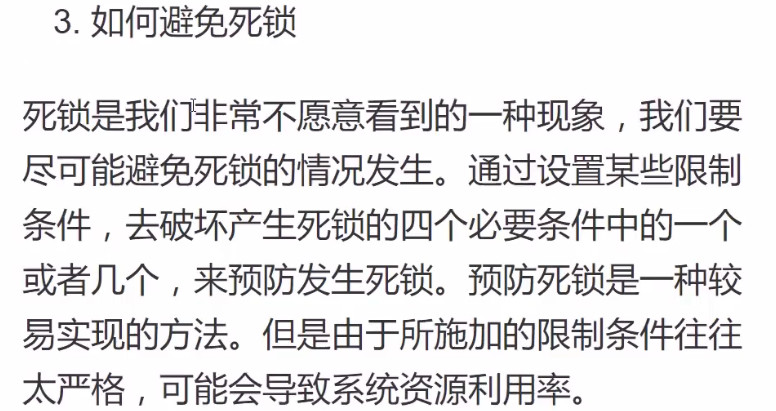 3. 如何避免死锁
死锁是我们非常不愿意看到的一种现象，我们要
尽可能避免死锁的情况发生。通过设置某些限制
条件，去破坏产生死锁的四个必要条件中的一个
或者几个，来预防发生死锁。预防死锁是一种较
易实现的方法。但是由于所施加的限制条件往往
太严格，可能会导致系统资源利用率。